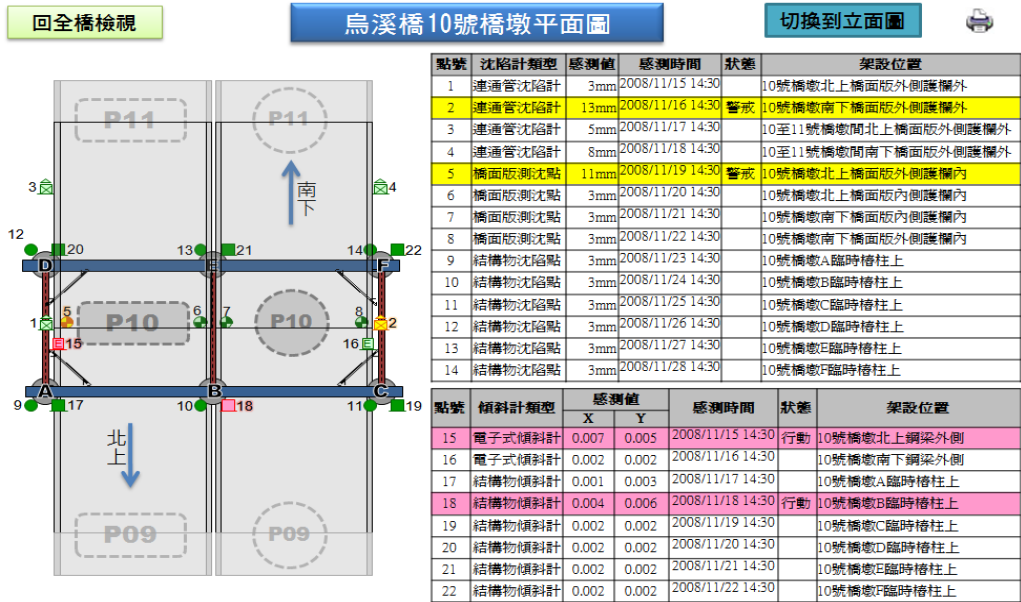 回全橋檢視
烏溪橋10號橋墩平面圖
切換到立面圖
P11
P11
南下
3
4
12
20
13
21
14
22
D
E
F
1
5
P10
6
7
P10
8
2
E 15
16 E
A
B
C
9
17
10
18
11
19
北上
P09
P09
點號 沈陷計類型 感測值 感測時間 狀態 架設位置
1 連通管沈陷計 3mm 2008/11/15 14:30 10號橋墩北上橋面版外側護欄外
2 連通管沈陷計 13mm 2008/11/16 14:30 警戒 10號橋墩南下橋面版外側護欄外
3 連通管沈陷計 5mm 2008/11/17 14:30 10至11號橋墩間北上橋面版外側護欄外
4 連通管沈陷計 8mm 2008/11/18 14:30 10至11號橋墩間南下橋面版外側護欄外
5 橋面版測沈點 11mm 2008/11/19 14:30 警戒 10號橋墩北上橋面版外側護欄內
6 橋面版測沈點 3mm 2008/11/20 14:30 10號橋墩北上橋面版內側護欄內
7 橋面版測沈點 3mm 2008/11/21 14:30 10號橋墩南下橋面版內側護欄內
8 橋面版測沈點 3mm 2008/11/22 14:30 10號橋墩南下橋面版外側護欄內
9 結構物沈陷點 3mm 2008/11/23 14:30 10號橋墩A臨時樁柱上
10 結構物沈陷點 3mm 2008/11/24 14:30 10號橋墩B臨時樁柱上
11 結構物沈陷點 3mm 2008/11/25 14:30 10號橋墩C臨時樁柱上
12 結構物沈陷點 3mm 2008/11/26 14:30 10號橋墩D臨時樁柱上
13 結構物沈陷點 3mm 2008/11/27 14:30 10號橋墩E臨時樁柱上
14 結構物沈陷點 3mm 2008/11/28 14:30 10號橋墩F臨時樁柱上
點號 傾斜計類型 感測值 感測時間 狀態 架設位置
X Y
15 電子式傾斜計 0.007 0.005 2008/11/15 14:30 行動 10號橋墩北上鋼梁外側
16 電子式傾斜計 0.002 0.002 2008/11/16 14:30 10號橋墩南下鋼梁外側
17 結構物傾斜計 0.001 0.003 2008/11/17 14:30 10號橋墩A臨時樁柱上
18 結構物傾斜計 0.004 0.006 2008/11/18 14:30 行動 10號橋墩B臨時樁柱上
19 結構物傾斜計 0.002 0.002 2008/11/19 14:30 10號橋墩C臨時樁柱上
20 結構物傾斜計 0.002 0.002 2008/11/20 14:30 10號橋墩D臨時樁柱上
21 結構物傾斜計 0.002 0.002 2008/11/21 14:30 10號橋墩E臨時樁柱上
22 結構物傾斜計 0.002 0.002 2008/11/22 14:30 10號橋墩F臨時樁柱上